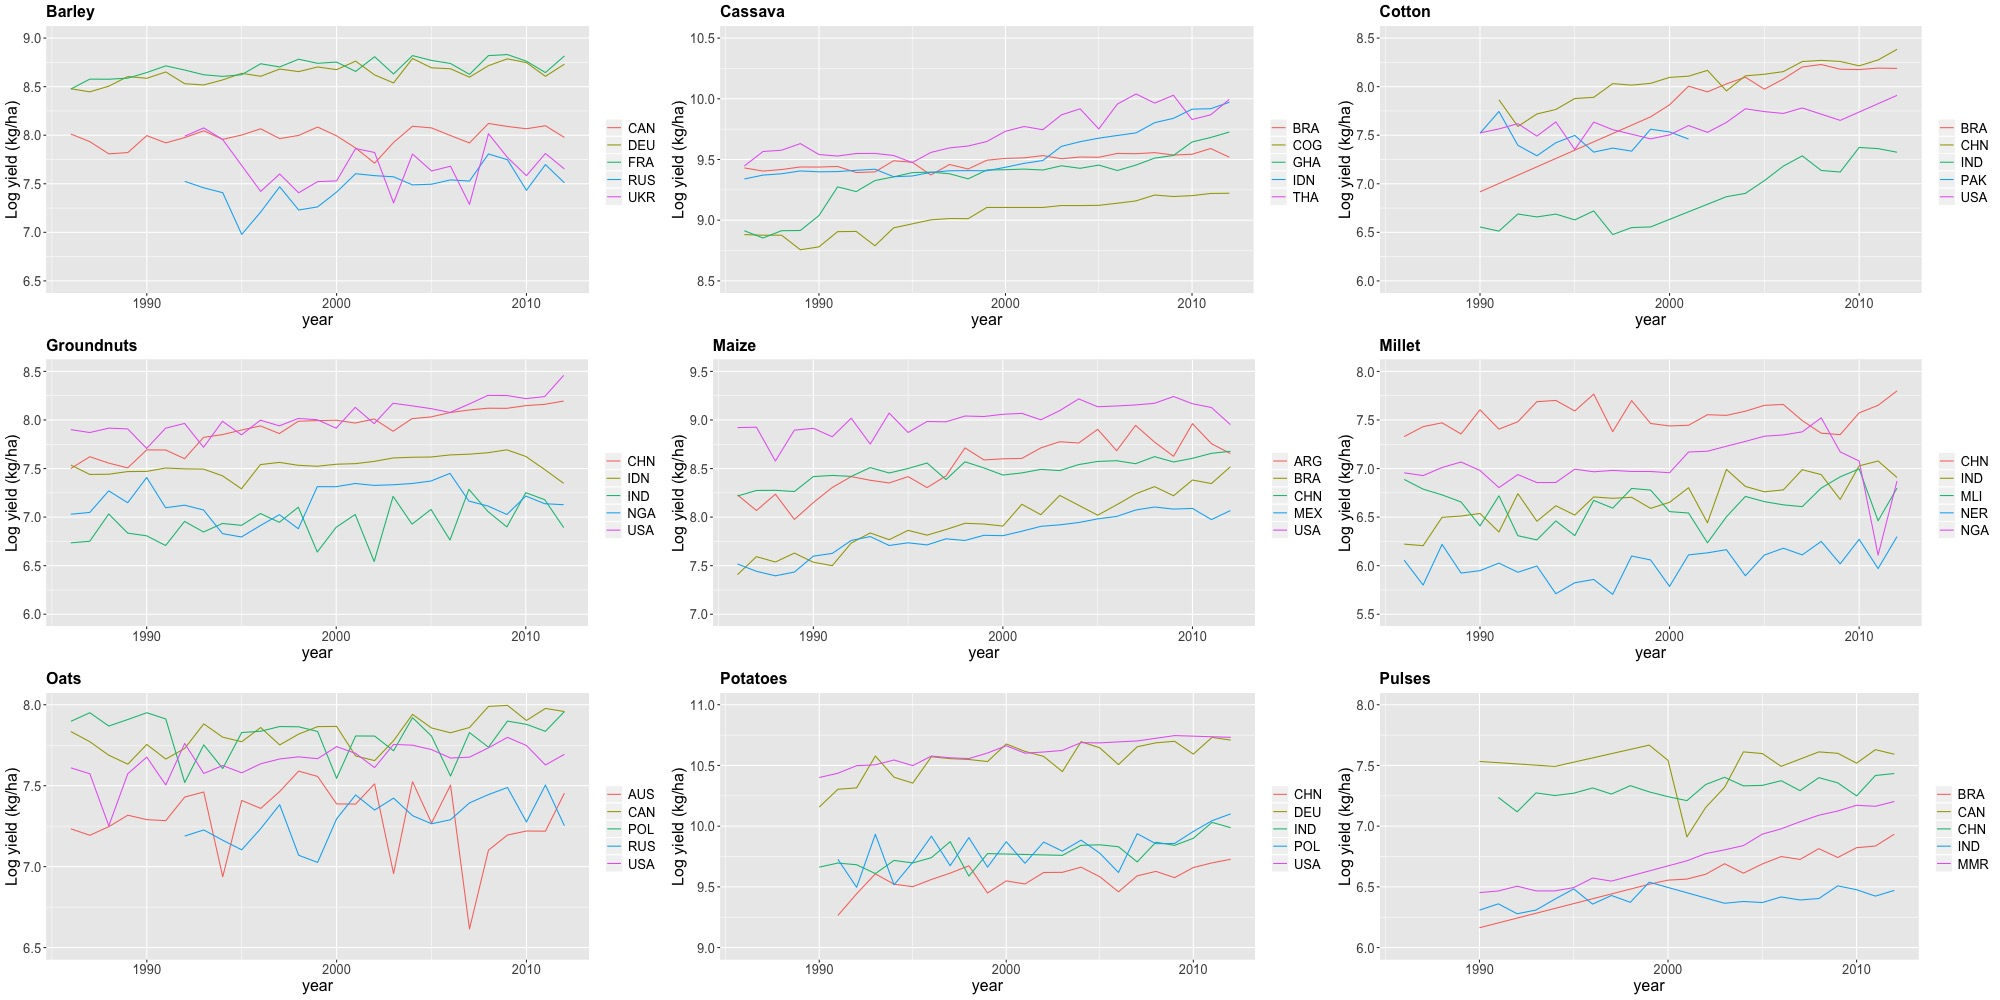 Barley
Log yield (kg/ha)
9.0
8.5
8.0
7.5
7.0
6.5
1990
2000
2010
year
CAN
DEU
FRA
RUS
UKR
Cassava
Log yield (kg/ha)
10.5
10.0
9.5
9.0
8.5
1990
2000
2010
year
BRA
COG
GHA
IDN
THA
Cotton
Log yield (kg/ha)
8.5
8.0
7.5
7.0
6.5
6.0
1990
2000
2010
year
BRA
CHN
IND
PAK
USA
Groundnuts
Log yield (kg/ha)
8.5
8.0
7.5
7.0
6.5
6.0
1990
2000
2010
year
CHN
IDN
IND
NGA
USA
Maize
Log yield (kg/ha)
9.5
9.0
8.5
8.0
7.5
7.0
1990
2000
2010
year
ARG
BRA
CHN
MEX
USA
Millet
Log yield (kg/ha)
8.0
7.5
7.0
6.5
6.0
5.5
1990
2000
2010
year
CHN
IND
MLI
NER
NGA
Oats
Log yield (kg/ha)
8.0
7.5
7.0
6.5
1990
2000
2010
year
AUS
CAN
POL
RUS
USA
Potatoes
Log yield (kg/ha)
11.0
10.5
10.0
9.5
9.0
1990
2000
2010
year
CHN
DEU
IND
POL
USA
Pulses
Log yield (kg/ha)
8.0
7.5
7.0
6.5
6.0
1990
2000
2010
year
BRA
CAN
CHN
IND
MMR